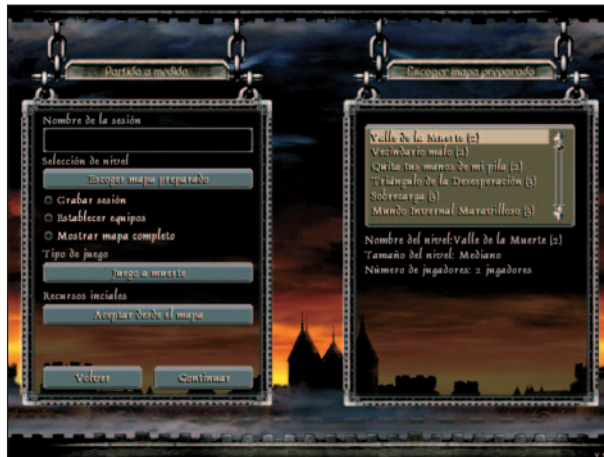 Partida a medida
Nombre de la sesión
Selección de nivel
Escoger mapa preparado
Grabar sesión
Establecer equipos
Mostrar mapa completo
Tipo de juego
Juego a muerte
Recursos inciales
Aceptar desde el mapa
Volver
Continuar
Escoger mapa preparado
Valle de la Muerte (2)
Vecindario malo (2)
Quita tus manos de mi pila (2)
Triángulo de la Desesperación (3)
Sobrecarga (3)
Mundo Invernal Maravilloso (3)
Nombre del nivel:Valle de la Muerte (2)
Tamaño del nivel: Mediano
Número de jugadores: 2 jugadores